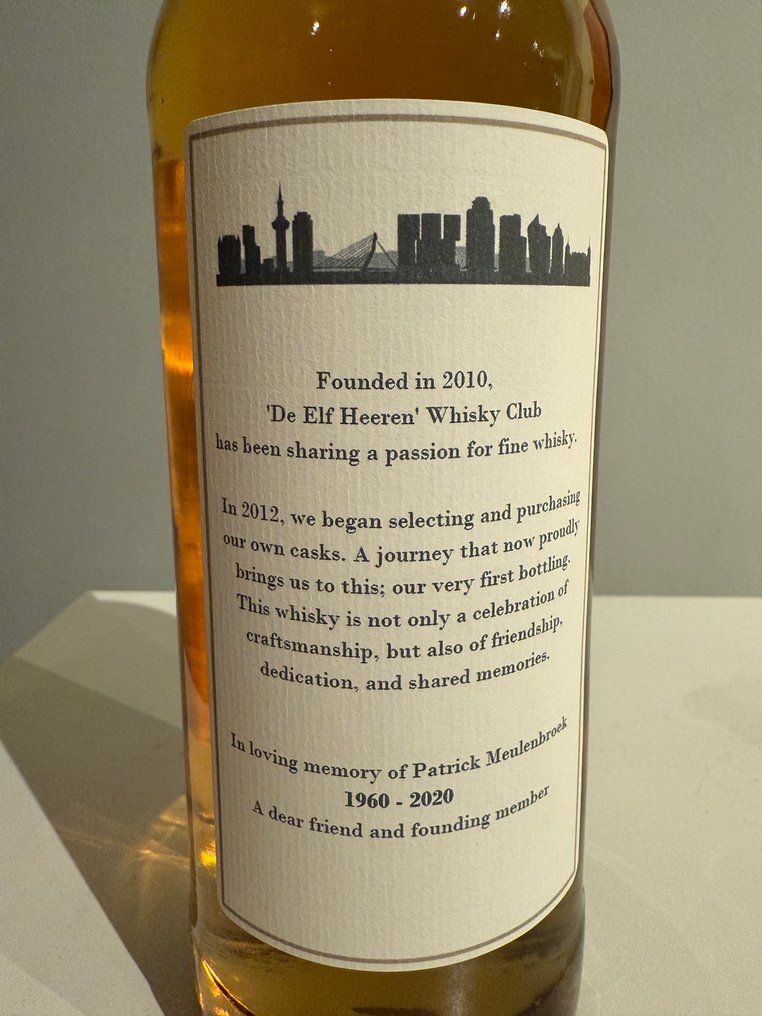 Founded in 2010,
'De Elf Heeren' Whisky Club
has been sharing a passion for fine whisky.
In 2012, we began selecting and purchasing
our own casks. A journey that now proudly
brings us to this; our very first bottling.
This whisky is not only a celebration of
craftsmanship, but also of friendship,
dedication, and shared memories.
In loving memory of Patrick Meulenbroek
1960 - 2020
A dear friend and founding member